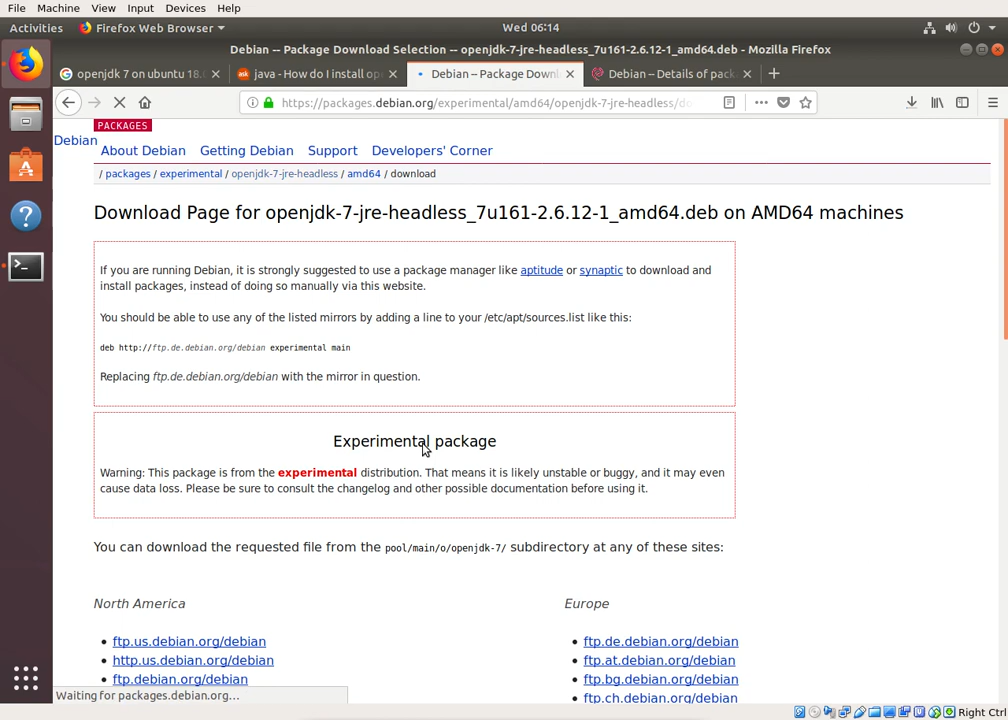 File Machine View Input Devices Help
Activities Firefox Web Browser Wed 06:14
Debian -- Package Download Selection -- openjdk-7-jre-headless_7u161-2.6.12-1_amd64.deb - Mozilla Firefox
openjdk 7 on ubuntu 18. java - How do I install op Debian -- Package Down Debian -- Details of pack
https://packages.debian.org/experimental/amd64/openjdk-7-jre-headless/do
PACKAGES
Debian
About Debian Getting Debian Support Developers' Corner
/ packages / experimental / openjdk-7-jre-headless / amd64 / download
Download Page for openjdk-7-jre-headless_7u161-2.6.12-1_amd64.deb on AMD64 machines
If you are running Debian, it is strongly suggested to use a package manager like aptitude or synaptic to download and
install packages, instead of doing so manually via this website.
You should be able to use any of the listed mirrors by adding a line to your /etc/apt/sources.list like this:
deb http://ftp.de.debian.org/debian experimental main
Replacing ftp.de.debian.org/debian with the mirror in question.
Experimental package
Warning: This package is from the experimental distribution. That means it is likely unstable or buggy, and it may even
cause data loss. Please be sure to consult the changelog and other possible documentation before using it.
You can download the requested file from the pool/main/o/openjdk-7/ subdirectory at any of these sites:
North America
ftp.us.debian.org/debian
http.us.debian.org/debian
ftp.debian.org/debian
Europe
ftp.de.debian.org/debian
ftp.at.debian.org/debian
ftp.bg.debian.org/debian
ftp.ch.debian.org/debian
Waiting for packages.debian.org...
Right Ctrl